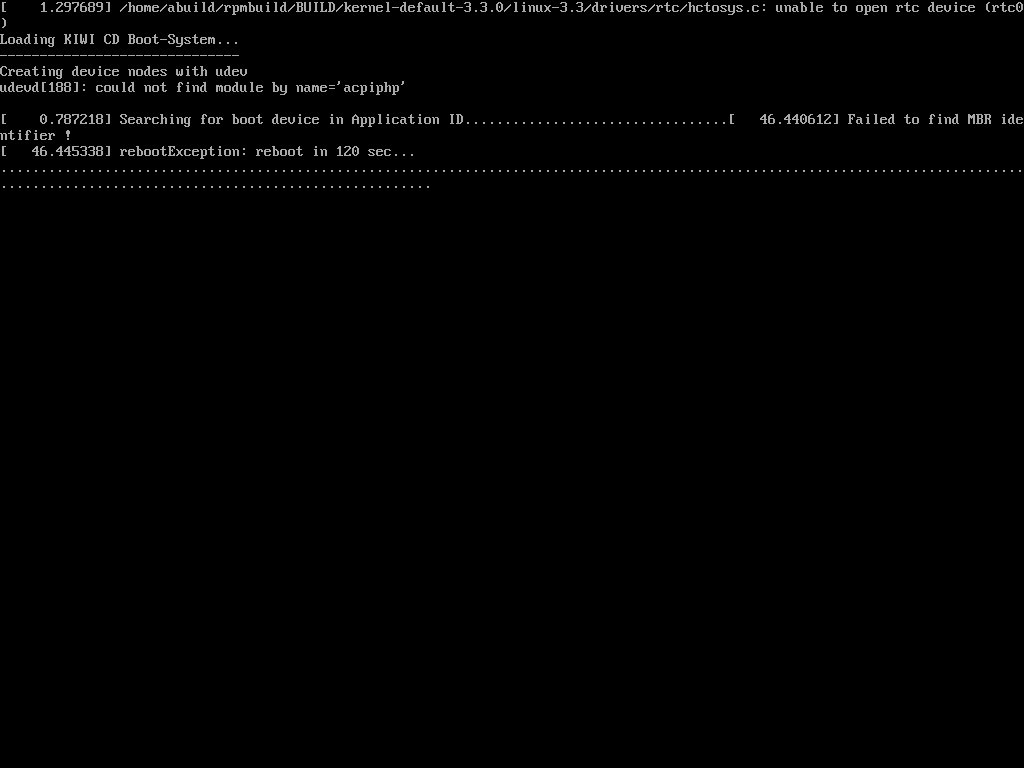 [    1.297689] /home/abuild/rpmbuild/BUILD/kernel-default-3.3.0/linux-3.3/drivers/rtc/hctosys.c: unable to open rtc device (rtc0
)
Loading KIWI CD Boot-System...
------------------------------
Creating device nodes with udev
udevd[188]: could not find module by name='acpiphp'

[    0.787218] Searching for boot device in Application ID.................................[   46.440612] Failed to find MBR ide
ntifier !
[   46.445338] rebootException: reboot in 120 sec...
................................................................................................................................
......................................................